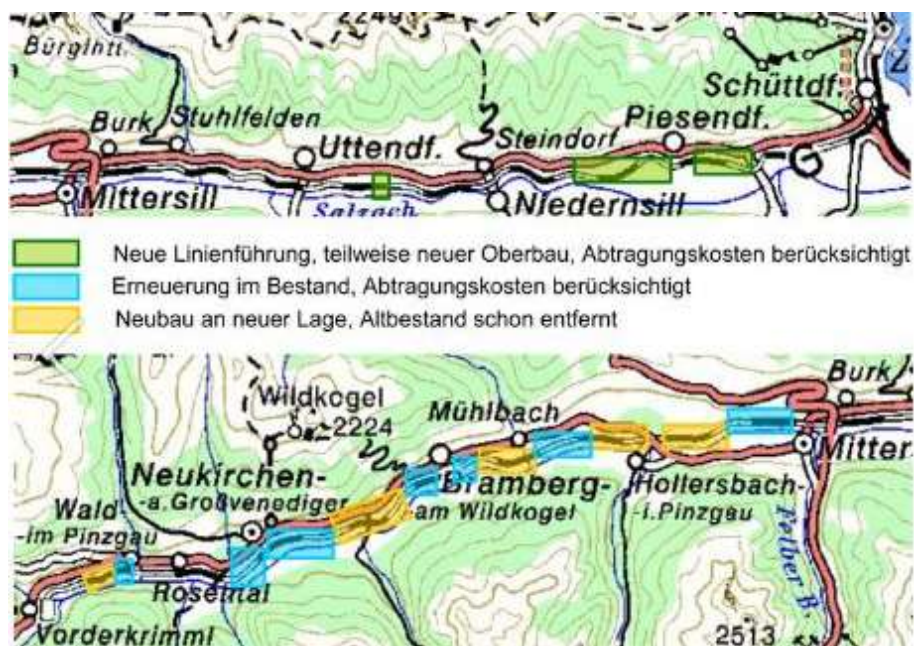 2249
Bürglhtt.
Z
Schüttdf.
Burk
Stuhlfelden
Uttendf.
Steindorf
Piesendf.
Mittersill
Salzach
Niedernsill
Neue Linienführung, teilweise neuer Oberbau, Abtragungskosten berücksichtigt
Erneuerung im Bestand, Abtragungskosten berücksichtigt
Neubau an neuer Lage, Altbestand schon entfernt
Wildkogel
2224
Mühlbach
Burk
Mitter
Neukirchen-
-a.Großvenediger
Bramberg-
-am Wildkogel
Hollersbach-
-i.Pinzgau
Wald
-im Pinzgau
Rosental
Vorderkrimml
2513